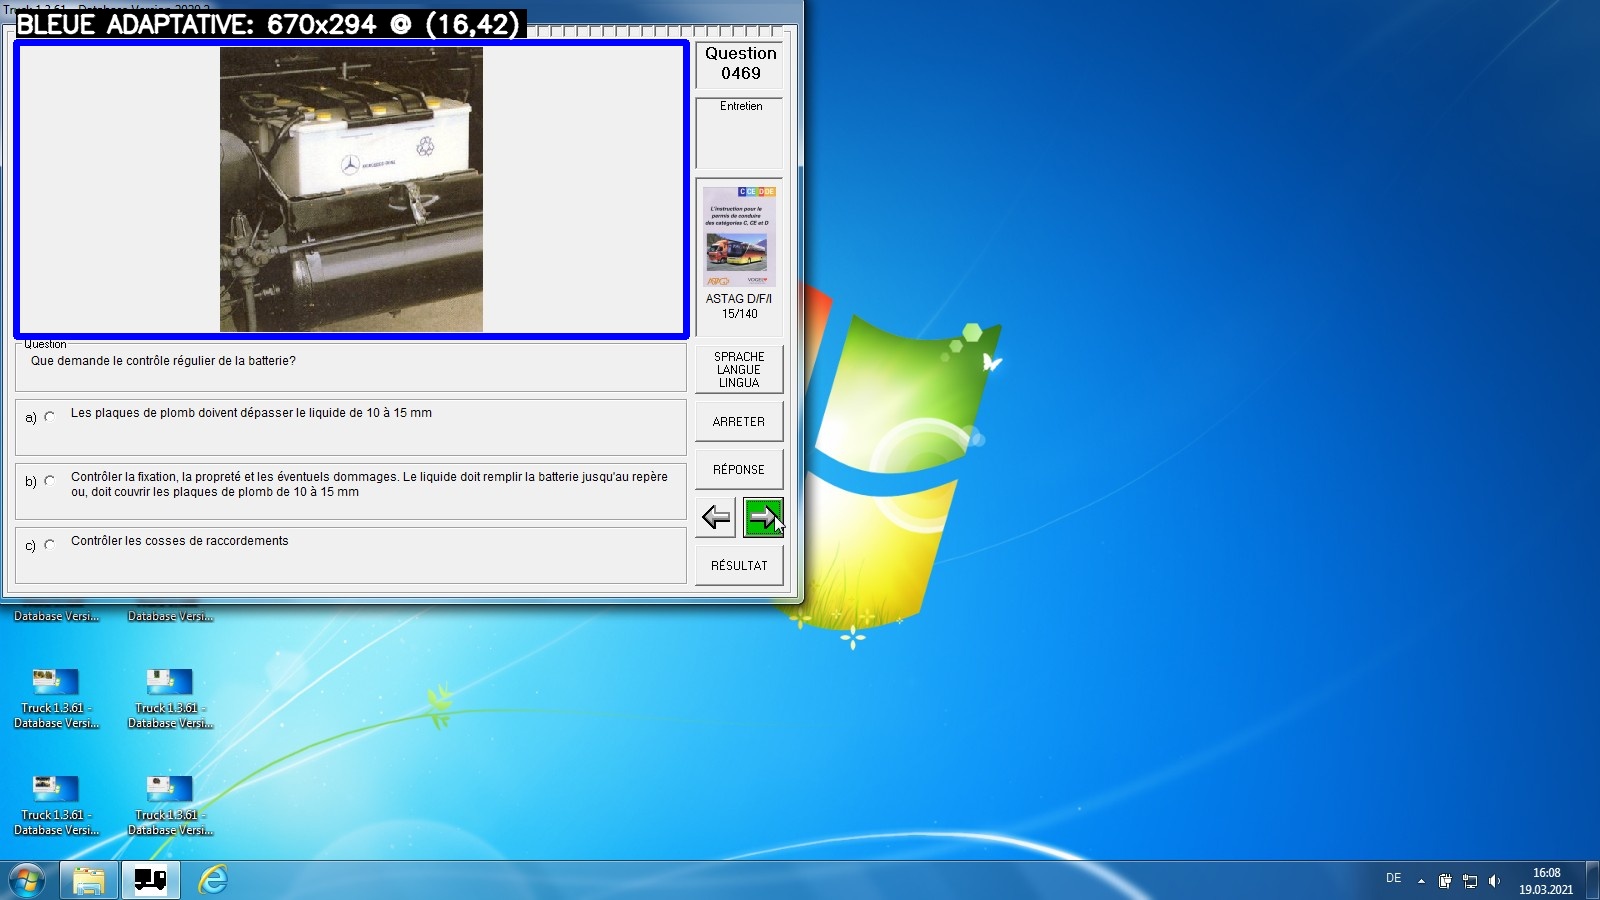 BLEUE ADAPTATIVE: 670x294 @ (16,42)
Question
0469
Entretien
C CE D DE
L'instruction pour le
permis de conduire
des catégories C, CE et D
ASTAG D/F/I
15/140
Question
Que demande le contrôle régulier de la batterie?
SPRACHE
LANGUE
LINGUA
a) Les plaques de plomb doivent dépasser le liquide de 10 à 15 mm
ARRETER
b) Contrôler la fixation, la propreté et les éventuels dommages. Le liquide doit remplir la batterie jusqu'au repère
ou, doit couvrir les plaques de plomb de 10 à 15 mm
RÉPONSE
c) Contrôler les cosses de raccordements
RÉSULTAT
Database Versi...
Database Versi...
Truck 1.3.61 -
Database Versi...
Truck 1.3.61 -
Database Versi...
Truck 1.3.61 -
Database Versi...
Truck 1.3.61 -
Database Versi...
DE
16:08
19.03.2021